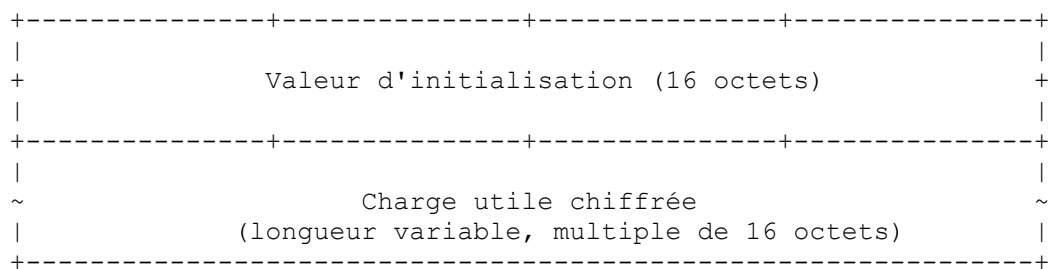 +---------------+---------------+---------------+---------------+
|                                                               |
+               Valeur d'initialisation (16 octets)             +
|                                                               |
+---------------+---------------+---------------+---------------+
|                                                               |
~                     Charge utile chiffrée                     ~
|             (longueur variable, multiple de 16 octets)        |
+---------------------------------------------------------------+